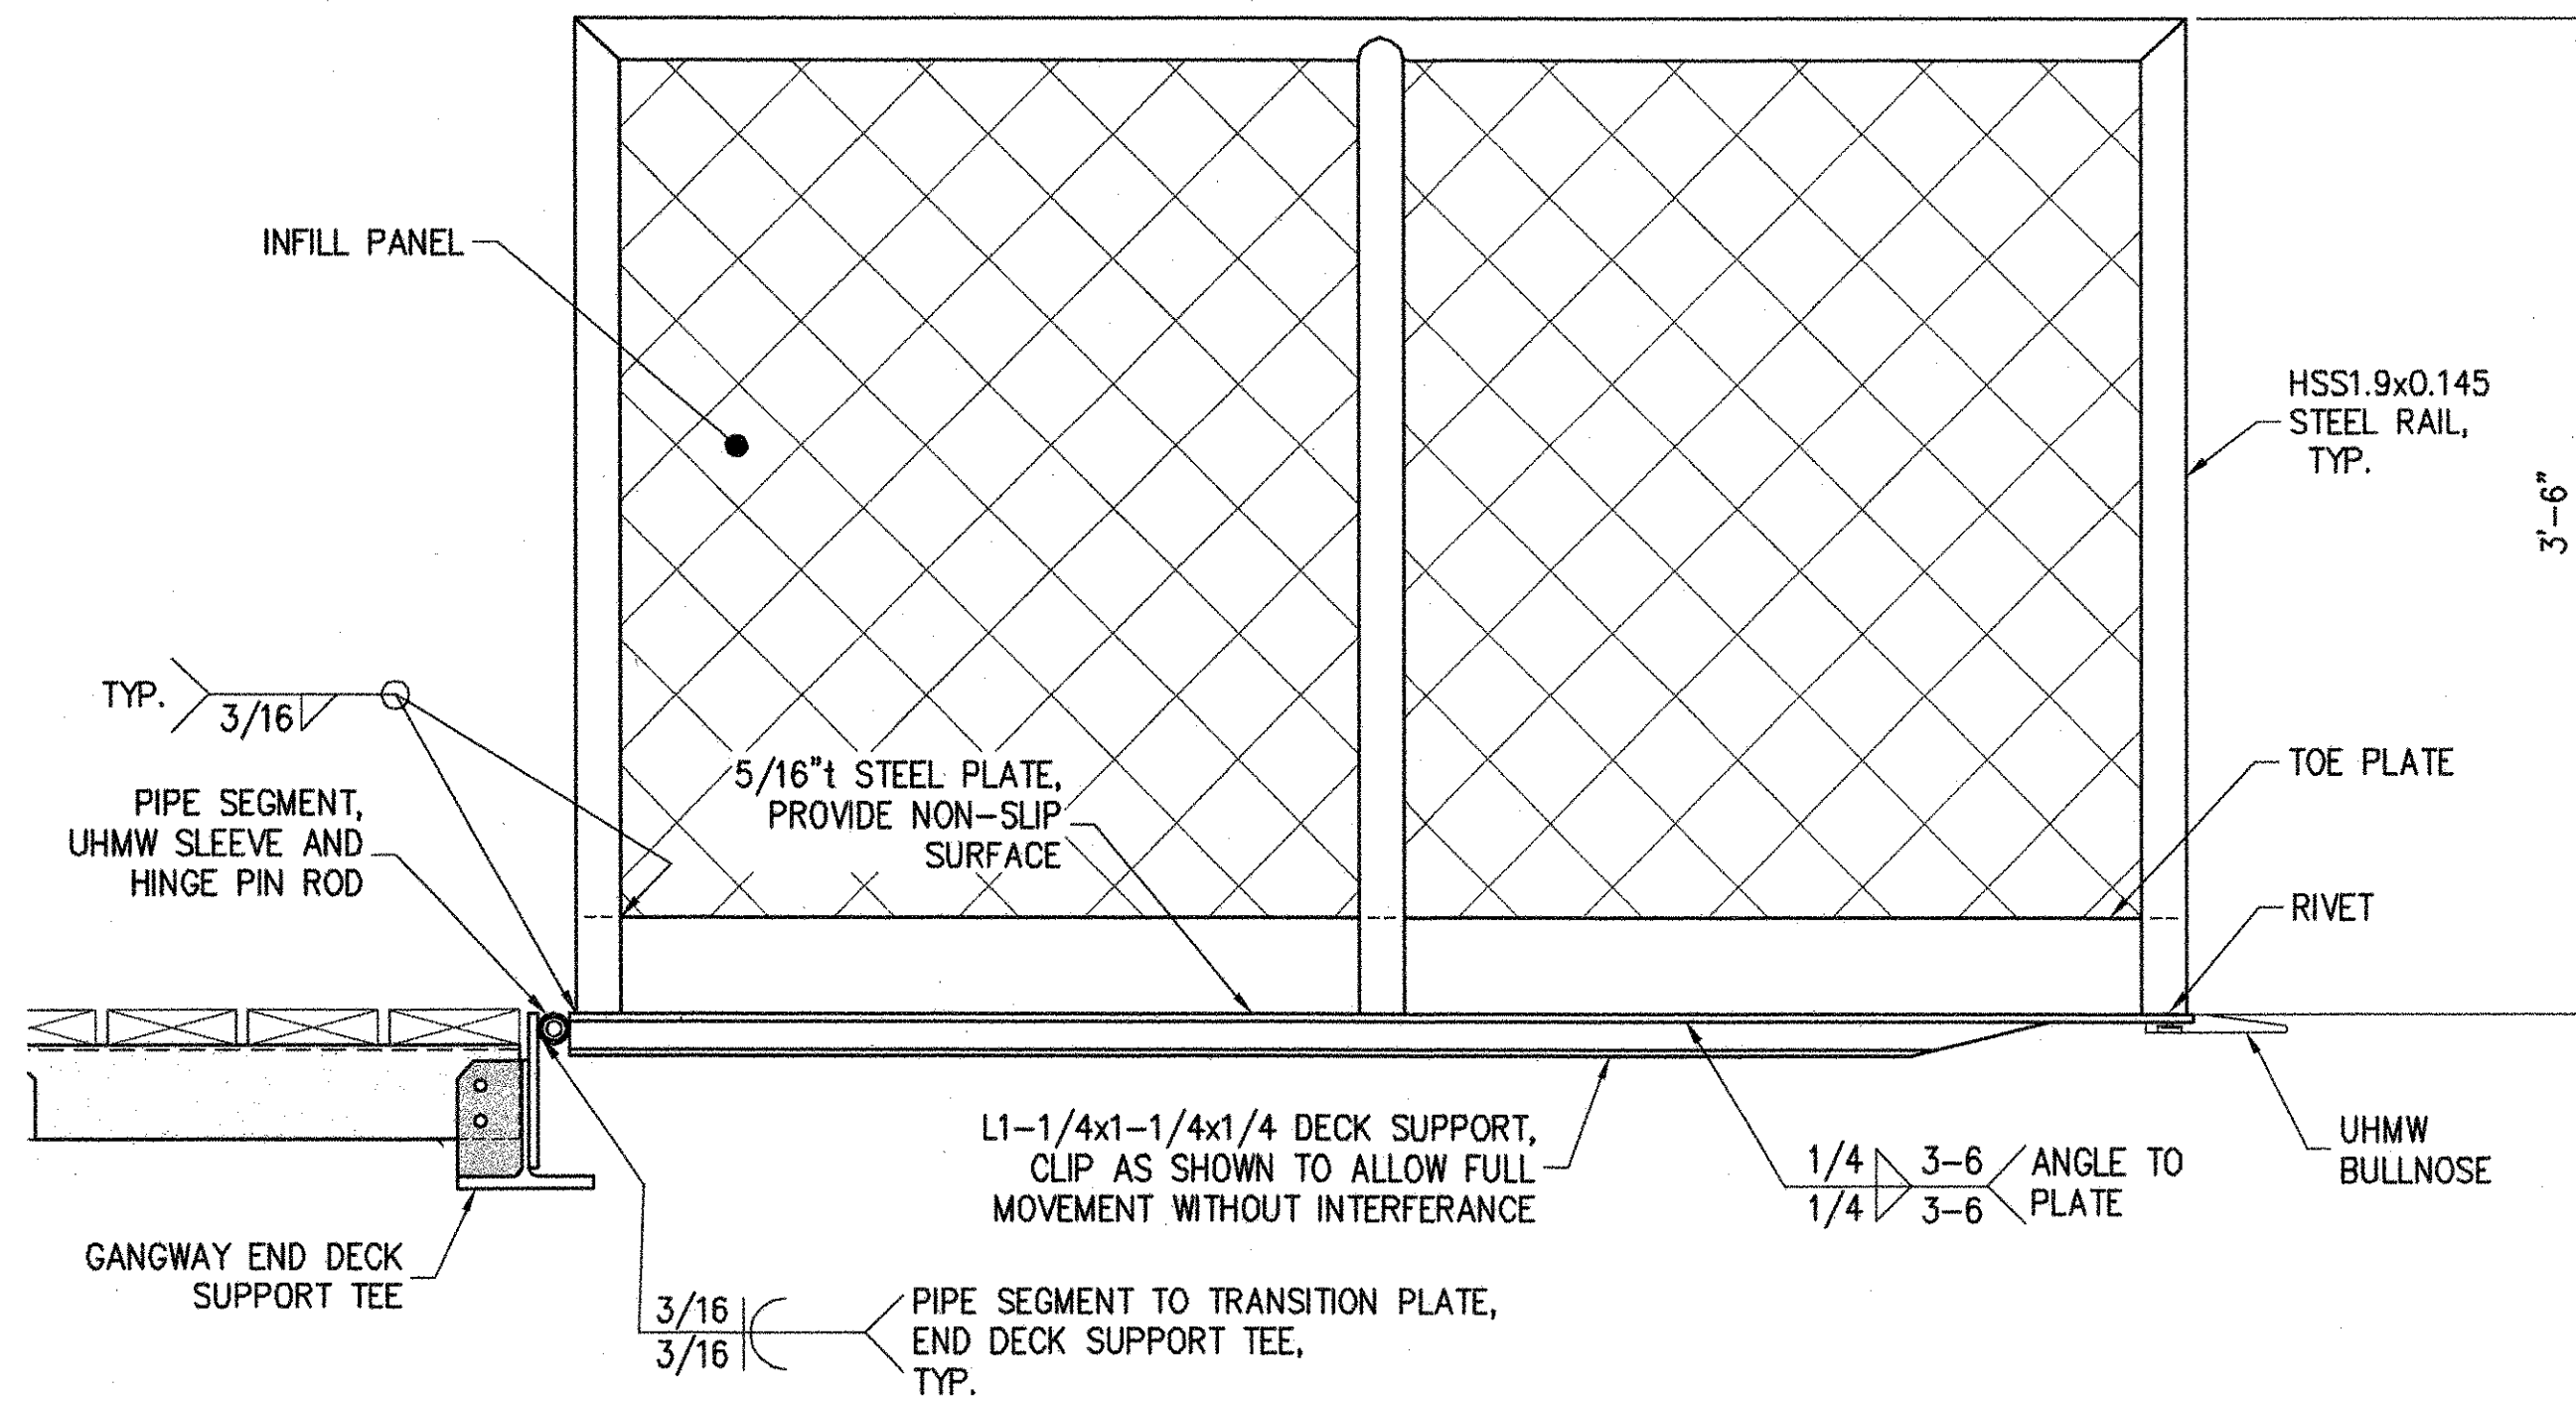 INFILL PANEL
HSS1.9x0.145
STEEL RAIL,
TYP.
3'-6"
TYP.
3/16
5/16"t STEEL PLATE,
PROVIDE NON-SLIP
SURFACE
PIPE SEGMENT,
UHMW SLEEVE AND
HINGE PIN ROD
TOE PLATE
RIVET
L1-1/4x1-1/4x1/4 DECK SUPPORT,
CLIP AS SHOWN TO ALLOW FULL
MOVEMENT WITHOUT INTERFERANCE
1/4 3-6
1/4 3-6
ANGLE TO
PLATE
UHMW
BULLNOSE
GANGWAY END DECK
SUPPORT TEE
3/16
3/16
PIPE SEGMENT TO TRANSITION PLATE,
END DECK SUPPORT TEE,
TYP.